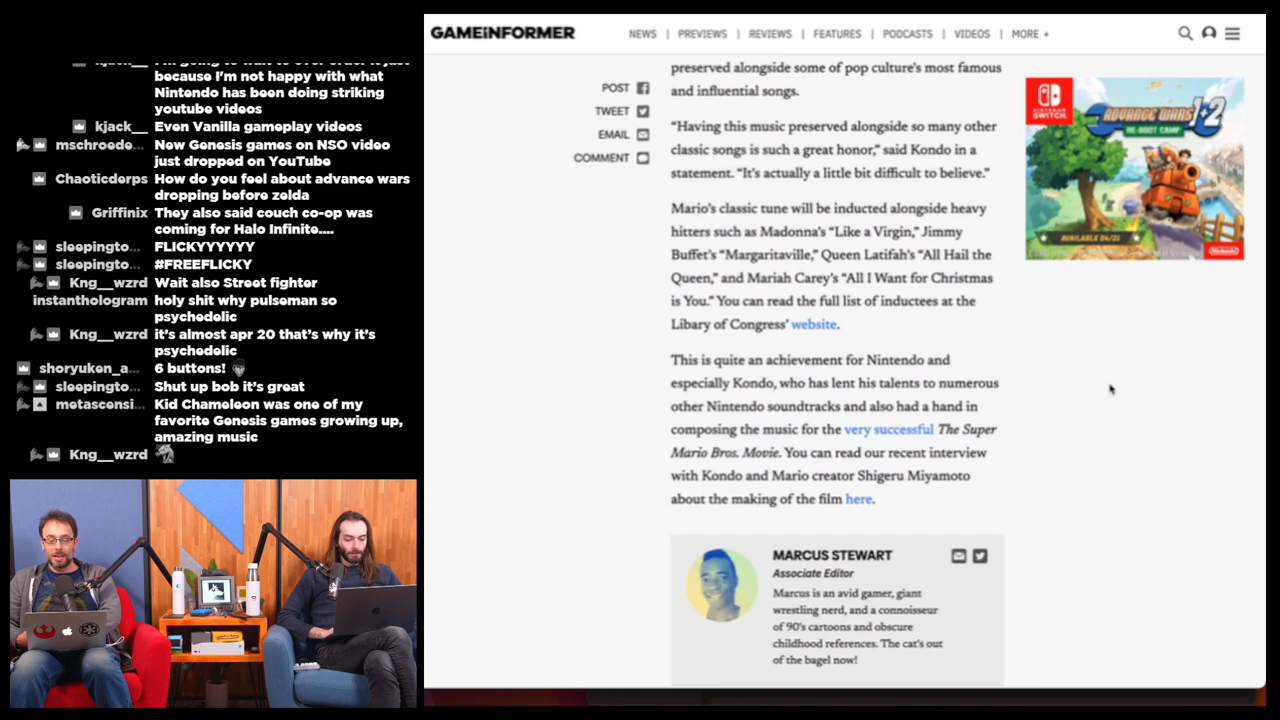 because I'm not happy with what
Nintendo has been doing striking
youtube videos
kjack__ Even Vanilla gameplay videos
mschroede... New Genesis games on NSO video
just dropped on YouTube
Chaoticderps How do you feel about advance wars
dropping before zelda
Griffinix They also said couch co-op was
coming for Halo Infinite....
sleepingto... FLICKYYYYYY
sleepingto... #FREEFLICKY
Kng__wzrd Wait also Street fighter
instanthologram holy shit why pulseman so
psychedelic
Kng__wzrd it's almost apr 20 that's why it's
psychedelic
shoryuken_a... 6 buttons!
sleepingto... Shut up bob it's great
metascensi... Kid Chameleon was one of my
favorite Genesis games growing up,
amazing music
Kng__wzrd
GAMEINFORMER
NEWS | PREVIEWS | REVIEWS | FEATURES | PODCASTS | VIDEOS | MORE +
POST
TWEET
EMAIL
COMMENT
preserved alongside some of pop culture's most famous
and influential songs.
“Having this music preserved alongside so many other
classic songs is such a great honor,” said Kondo in a
statement. “It's actually a little bit difficult to believe.”
Mario's classic tune will be inducted alongside heavy
hitters such as Madonna's “Like a Virgin,” Jimmy
Buffet's “Margaritaville,” Queen Latifah's “All Hail the
Queen,” and Mariah Carey's “All I Want for Christmas
is You.” You can read the full list of inductees at the
Libary of Congress' website.
This is quite an achievement for Nintendo and
especially Kondo, who has lent his talents to numerous
other Nintendo soundtracks and also had a hand in
composing the music for the very successful The Super
Mario Bros. Movie. You can read our recent interview
with Kondo and Mario creator Shigeru Miyamoto
about the making of the film here.
MARCUS STEWART
Associate Editor
Marcus is an avid gamer, giant
wrestling nerd, and a connoisseur
of 90's cartoons and obscure
childhood references. The cat's out
of the bagel now!
NINTENDO
SWITCH
ADVANCE WARS 1+2
RE-BOOT CAMP
AVAILABLE 04/21
Nintendo